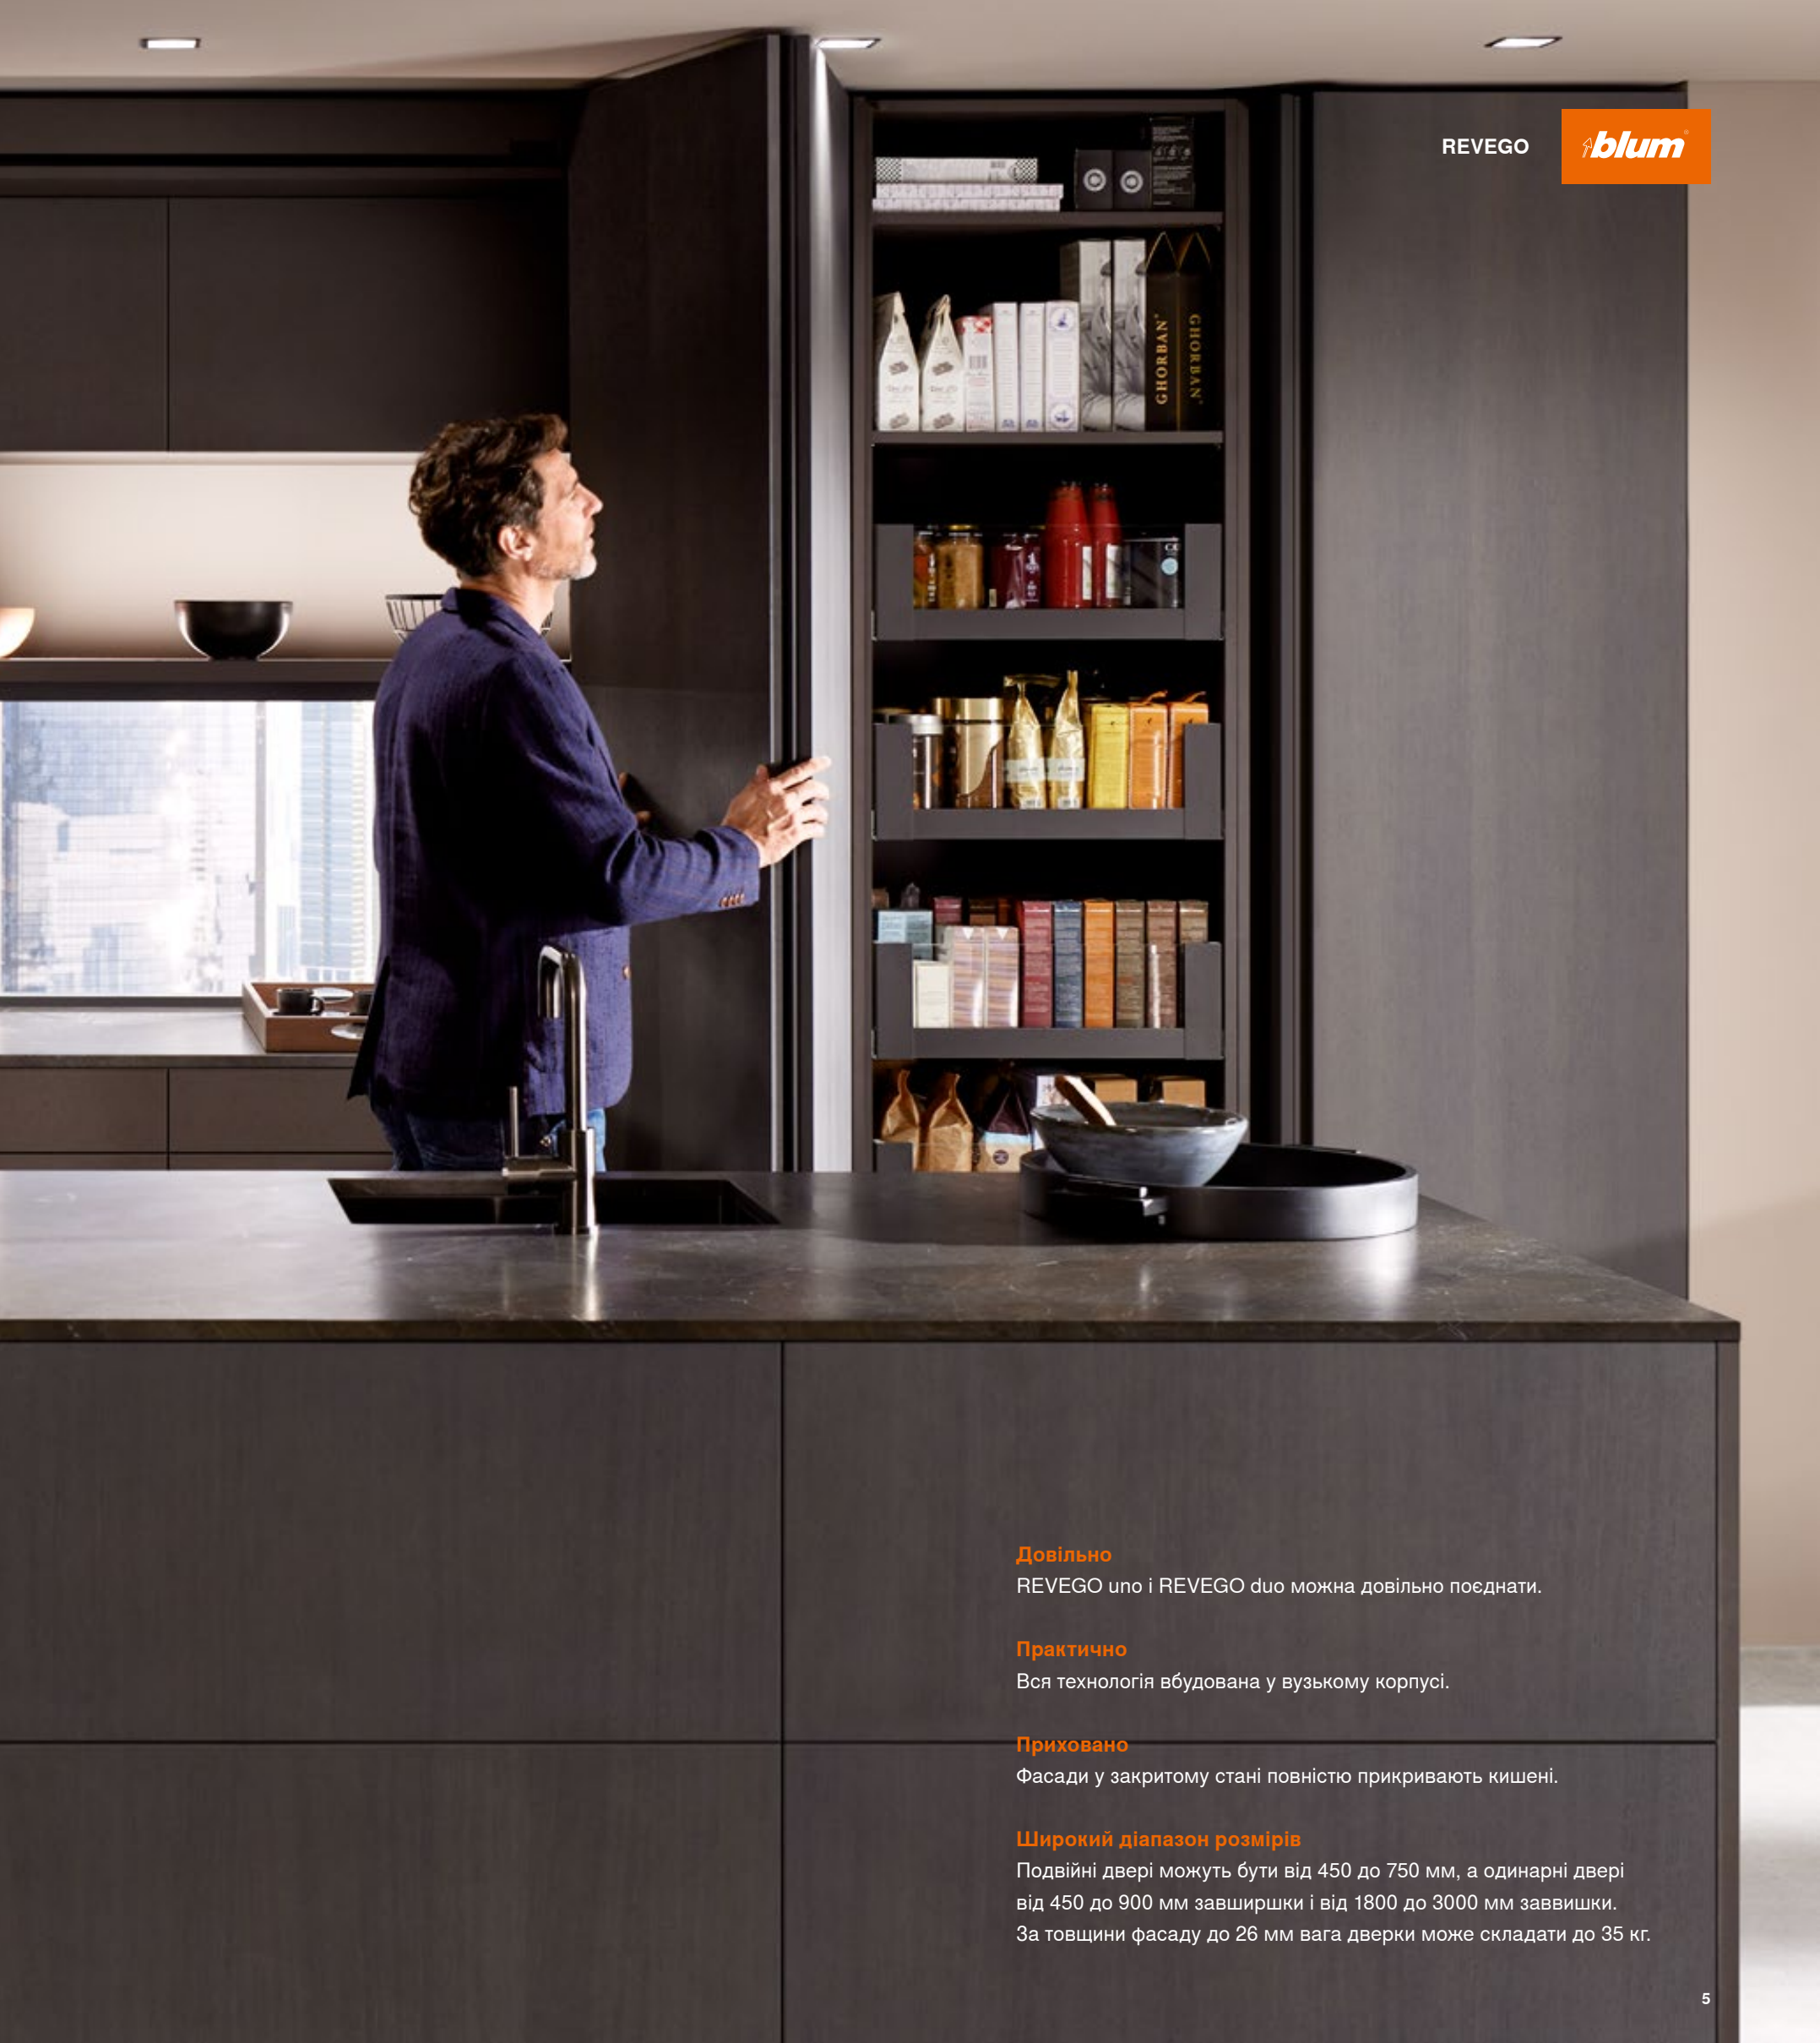 REVEGO
blum
GHORBAN
GHORBAN
Довільно
REVEGO uno і REVEGO duo можна довільно поєднати.
Практично
Вся технологія вбудована у вузькому корпусі.
Приховано
Фасади у закритому стані повністю прикривають кишені.
Широкий діапазон розмірів
Подвійні двері можуть бути від 450 до 750 мм, а одинарні двері
від 450 до 900 мм завширшки і від 1800 до 3000 мм заввишки.
За товщини фасаду до 26 мм вага дверки може складати до 35 кг.
5